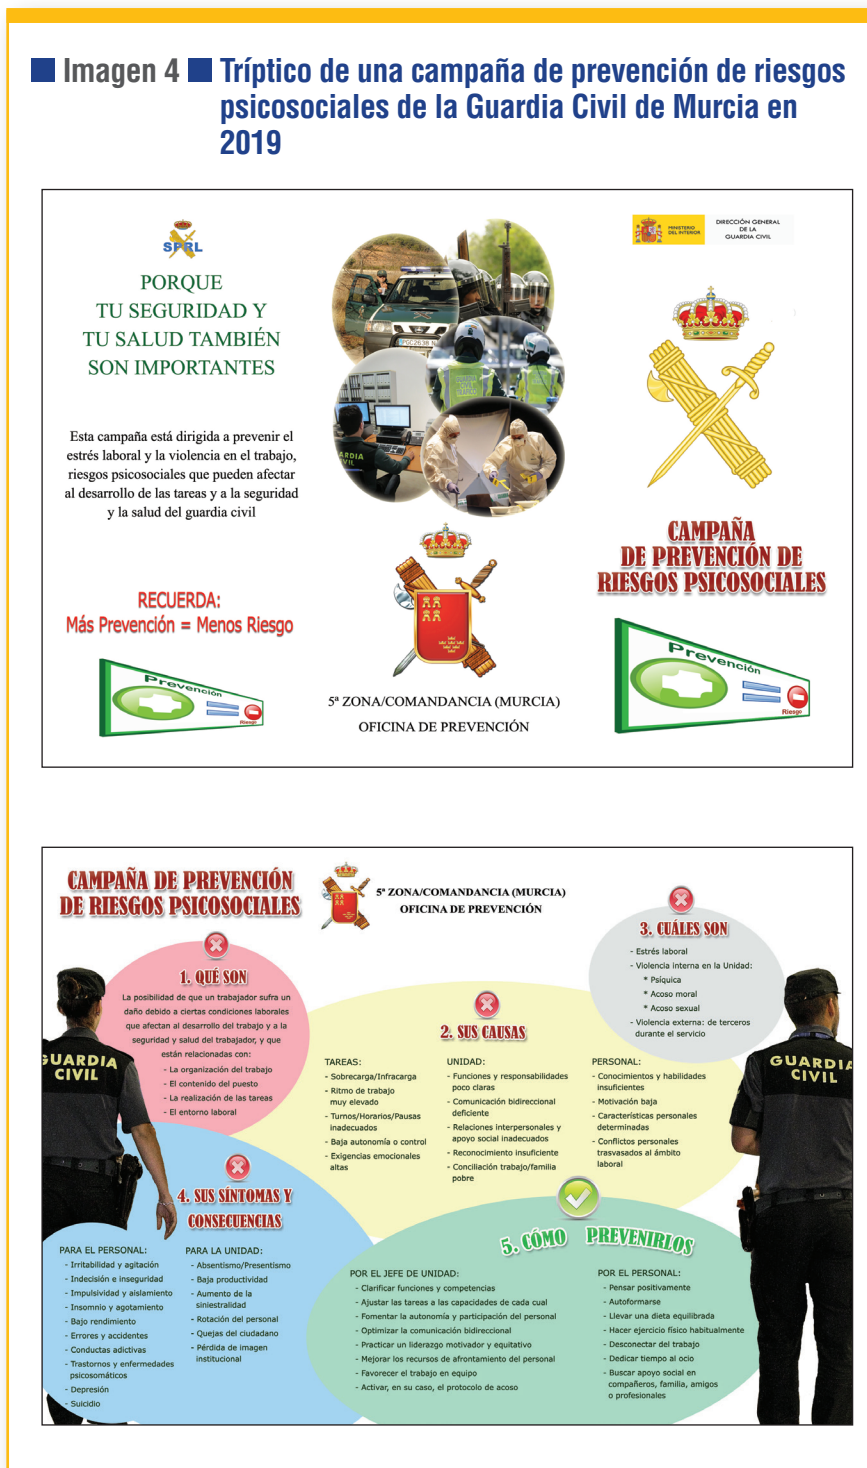 Imagen 4
Tríptico de una campaña de prevención de riesgos
psicosociales de la Guardia Civil de Murcia en
2019
SPRL
PORQUE
TU SEGURIDAD Y
TU SALUD TAMBIÉN
SON IMPORTANTES
Esta campaña está dirigida a prevenir el
estrés laboral y la violencia en el trabajo,
riesgos psicosociales que pueden afectar
al desarrollo de las tareas y a la seguridad
y la salud del guardia civil
RECUERDA:
Más Prevención = Menos Riesgo
Prevención
Riesgo
GUARDIA
CIVIL
5ª ZONA/COMANDANCIA (MURCIA)
OFICINA DE PREVENCIÓN
MINISTERIO
DEL INTERIOR
DIRECCIÓN GENERAL
DE LA
GUARDIA CIVIL
CAMPAÑA
DE PREVENCIÓN DE
RIESGOS PSICOSOCIALES
Prevención
Riesgo
CAMPAÑA DE PREVENCIÓN
DE RIESGOS PSICOSOCIALES
5ª ZONA/COMANDANCIA (MURCIA)
OFICINA DE PREVENCIÓN
1. QUÉ SON
La posibilidad de que un trabajador sufra un
daño debido a ciertas condiciones laborales
que afectan al desarrollo del trabajo y a la
seguridad y salud del trabajador, y que
están relacionadas con:
- La organización del trabajo
- El contenido del puesto
- La realización de las tareas
- El entorno laboral
GUARDIA
CIVIL
2. SUS CAUSAS
TAREAS:
- Sobrecarga/Infracarga
- Ritmo de trabajo
muy elevado
- Turnos/Horarios/Pausas
inadecuados
- Baja autonomía o control
- Exigencias emocionales
altas
UNIDAD:
- Funciones y responsabilidades
poco claras
- Comunicación bidireccional
deficiente
- Relaciones interpersonales y
apoyo social inadecuados
- Reconocimiento insuficiente
- Conciliación trabajo/familia
pobre
PERSONAL:
- Conocimientos y habilidades
insuficientes
- Motivación baja
- Características personales
determinadas
- Conflictos personales
trasvasados al ámbito
laboral
3. CUÁLES SON
- Estrés laboral
- Violencia interna en la Unidad:
* Psíquica
* Acoso moral
* Acoso sexual
- Violencia externa: de terceros
durante el servicio
GUARDIA
CIVIL
4. SUS SÍNTOMAS Y
CONSECUENCIAS
PARA EL PERSONAL:
- Irritabilidad y agitación
- Indecisión e inseguridad
- Impulsividad y aislamiento
- Insomnio y agotamiento
- Bajo rendimiento
- Errores y accidentes
- Conductas adictivas
- Trastornos y enfermedades
psicosomáticos
- Depresión
- Suicidio
PARA LA UNIDAD:
- Absentismo/Presentismo
- Baja productividad
- Aumento de la
siniestralidad
- Rotación del personal
- Quejas del ciudadano
- Pérdida de imagen
institucional
5. CÓMO PREVENIRLOS
POR EL JEFE DE UNIDAD:
- Clarificar funciones y competencias
- Ajustar las tareas a las capacidades de cada cual
- Fomentar la autonomía y participación del personal
- Optimizar la comunicación bidireccional
- Practicar un liderazgo motivador y equitativo
- Mejorar los recursos de afrontamiento del personal
- Favorecer el trabajo en equipo
- Activar, en su caso, el protocolo de acoso
POR EL PERSONAL:
- Pensar positivamente
- Autoformarse
- Llevar una dieta equilibrada
- Hacer ejercicio físico habitualmente
- Desconectar del trabajo
- Dedicar tiempo al ocio
- Buscar apoyo social en
compañeros, familia, amigos
o profesionales